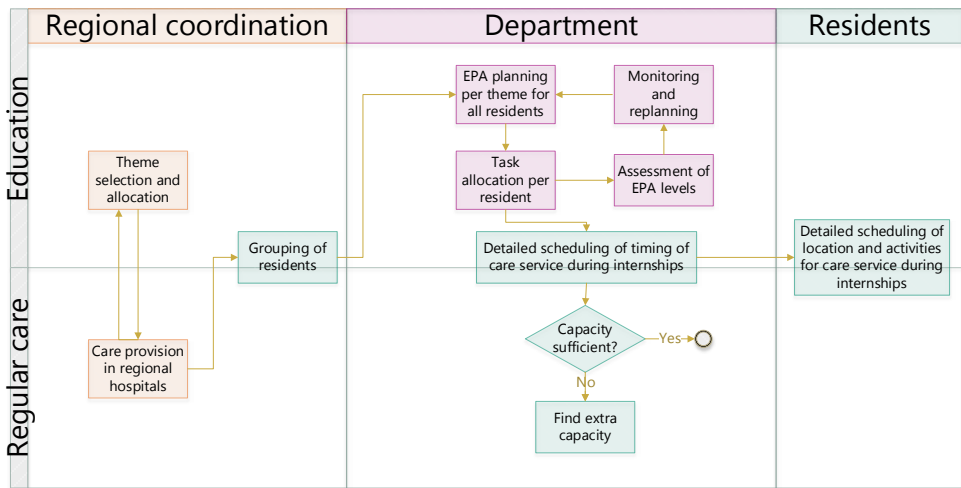 Regional coordination
Department
Residents
Education
Regular care
EPA planning
per theme for
all residents
Monitoring
and
replanning
Theme
selection and
allocation
Task
allocation per
resident
Assessment of
EPA levels
Grouping of
residents
Detailed scheduling of timing of
care service during internships
Detailed scheduling of
location and activities
for care service during
internships
Care provision
in regional
hospitals
Capacity
sufficient?
Yes
No
Find extra
capacity